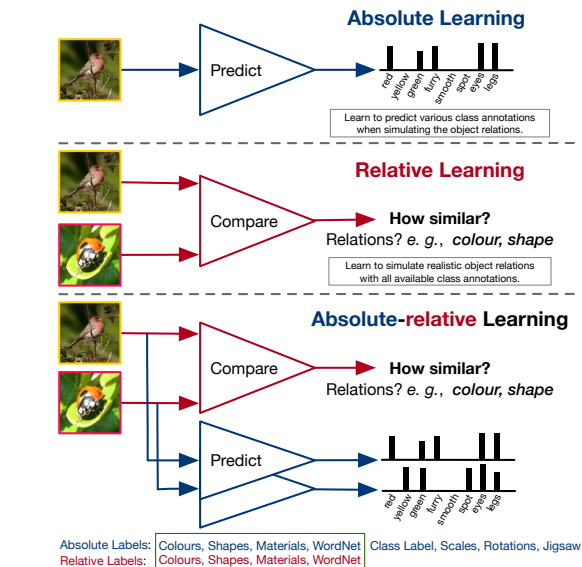 Absolute Learning
Predict
red yellow green furry smooth spot eyes legs
Learn to predict various class annotations
when simulating the object relations.
Relative Learning
Compare
How similar?
Relations? e. g., colour, shape
Learn to simulate realistic object relations
with all available class annotations.
Absolute-relative Learning
Compare
How similar?
Relations? e. g., colour, shape
Predict
red yellow green furry smooth spot eyes legs
Absolute Labels: Colours, Shapes, Materials, WordNet Class Label, Scales, Rotations, Jigsaw
Relative Labels: Colours, Shapes, Materials, WordNet